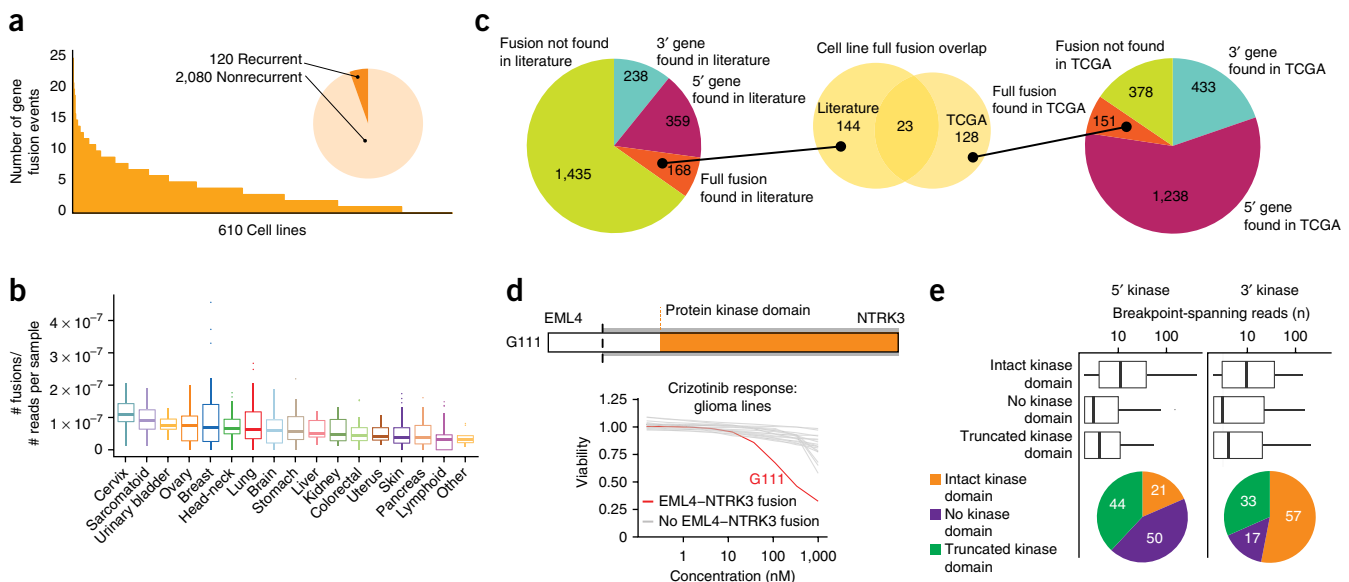 a
Number of gene
fusion events
25
20
15
10
5
0
120 Recurrent
2,080 Nonrecurrent
610 Cell lines
c
Fusion not found
in literature
3′ gene
found in literature
5′ gene
found in literature
238
359
168
1,435
Full fusion
found in literature
Cell line full fusion overlap
Literature
144
23
TCGA
128
Fusion not found
in TCGA
3′ gene
found in TCGA
Full fusion
found in TCGA
378
433
151
1,238
5′ gene
found in TCGA
b
# fusions/
# reads per sample
4 × 10⁻⁷
3 × 10⁻⁷
2 × 10⁻⁷
1 × 10⁻⁷
0
Cervix
Sarcomatoid
Urinary bladder
Ovary
Breast
Head-neck
Lung
Brain
Stomach
Liver
Kidney
Colorectal
Uterus
Skin
Pancreas
Lymphoid
Other
d
EML4
Protein kinase domain
NTRK3
G111
Crizotinib response:
glioma lines
Viability
1.25
1.00
0.75
0.50
0.25
0
G111
EML4–NTRK3 fusion
No EML4–NTRK3 fusion
1
10
100
1,000
Concentration (nM)
e
5′ kinase
3′ kinase
Breakpoint-spanning reads (n)
10
100
10
100
Intact kinase
domain
No kinase
domain
Truncated kinase
domain
Intact kinase
domain
No kinase
domain
Truncated kinase
domain
21
44
50
33
57
17